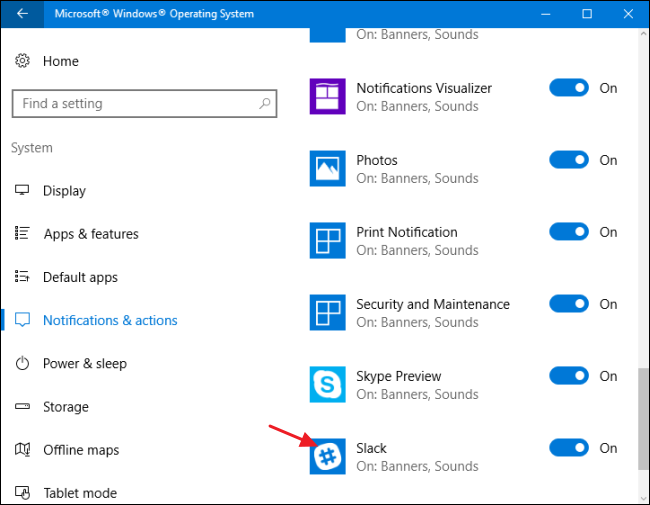 Microsoft® Windows® Operating System
Home
Find a setting
System
Display
Apps & features
Default apps
Notifications & actions
Power & sleep
Storage
Offline maps
Tablet mode
On: Banners, Sounds
Notifications Visualizer
On
On: Banners, Sounds
Photos
On
On: Banners, Sounds
Print Notification
On
On: Banners, Sounds
Security and Maintenance
On
On: Banners, Sounds
Skype Preview
On
On: Banners, Sounds
Slack
On
On: Banners, Sounds